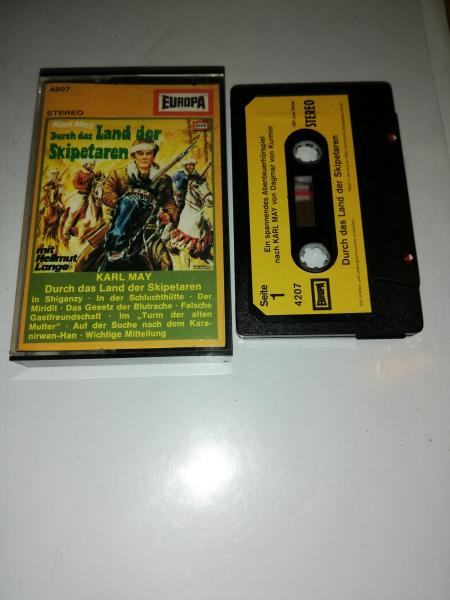 4207
EUROPA
STEREO
Karl May
Durch das Land der
Skipetaren
mit
Hellmut
Lange
KARL MAY
Durch das Land der Skipetaren
In Shiganzy · In der Schluchthütte · Der
Miridit · Das Gesetz der Blutrache · Falsche
Gastfreundschaft · Im „Turm der alten
Mutter“ · Auf der Suche nach dem Kara-
nirwan-Han · Wichtige Mitteilung
Ein spannendes Abenteuerhörspiel
nach KARL MAY von Dagmar von Kurmin
STEREO
Seite
1
4207
EUROPA
Durch das Land der Skipetaren